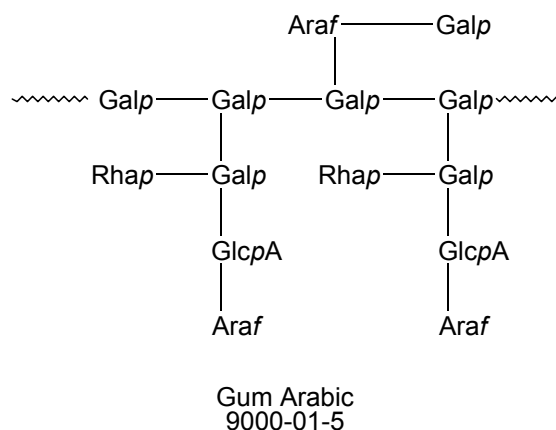 Araf Galp
Galp Galp Galp Galp
Rhap Galp Rhap Galp
GlcpA GlcpA
Araf Araf
Gum Arabic
9000-01-5